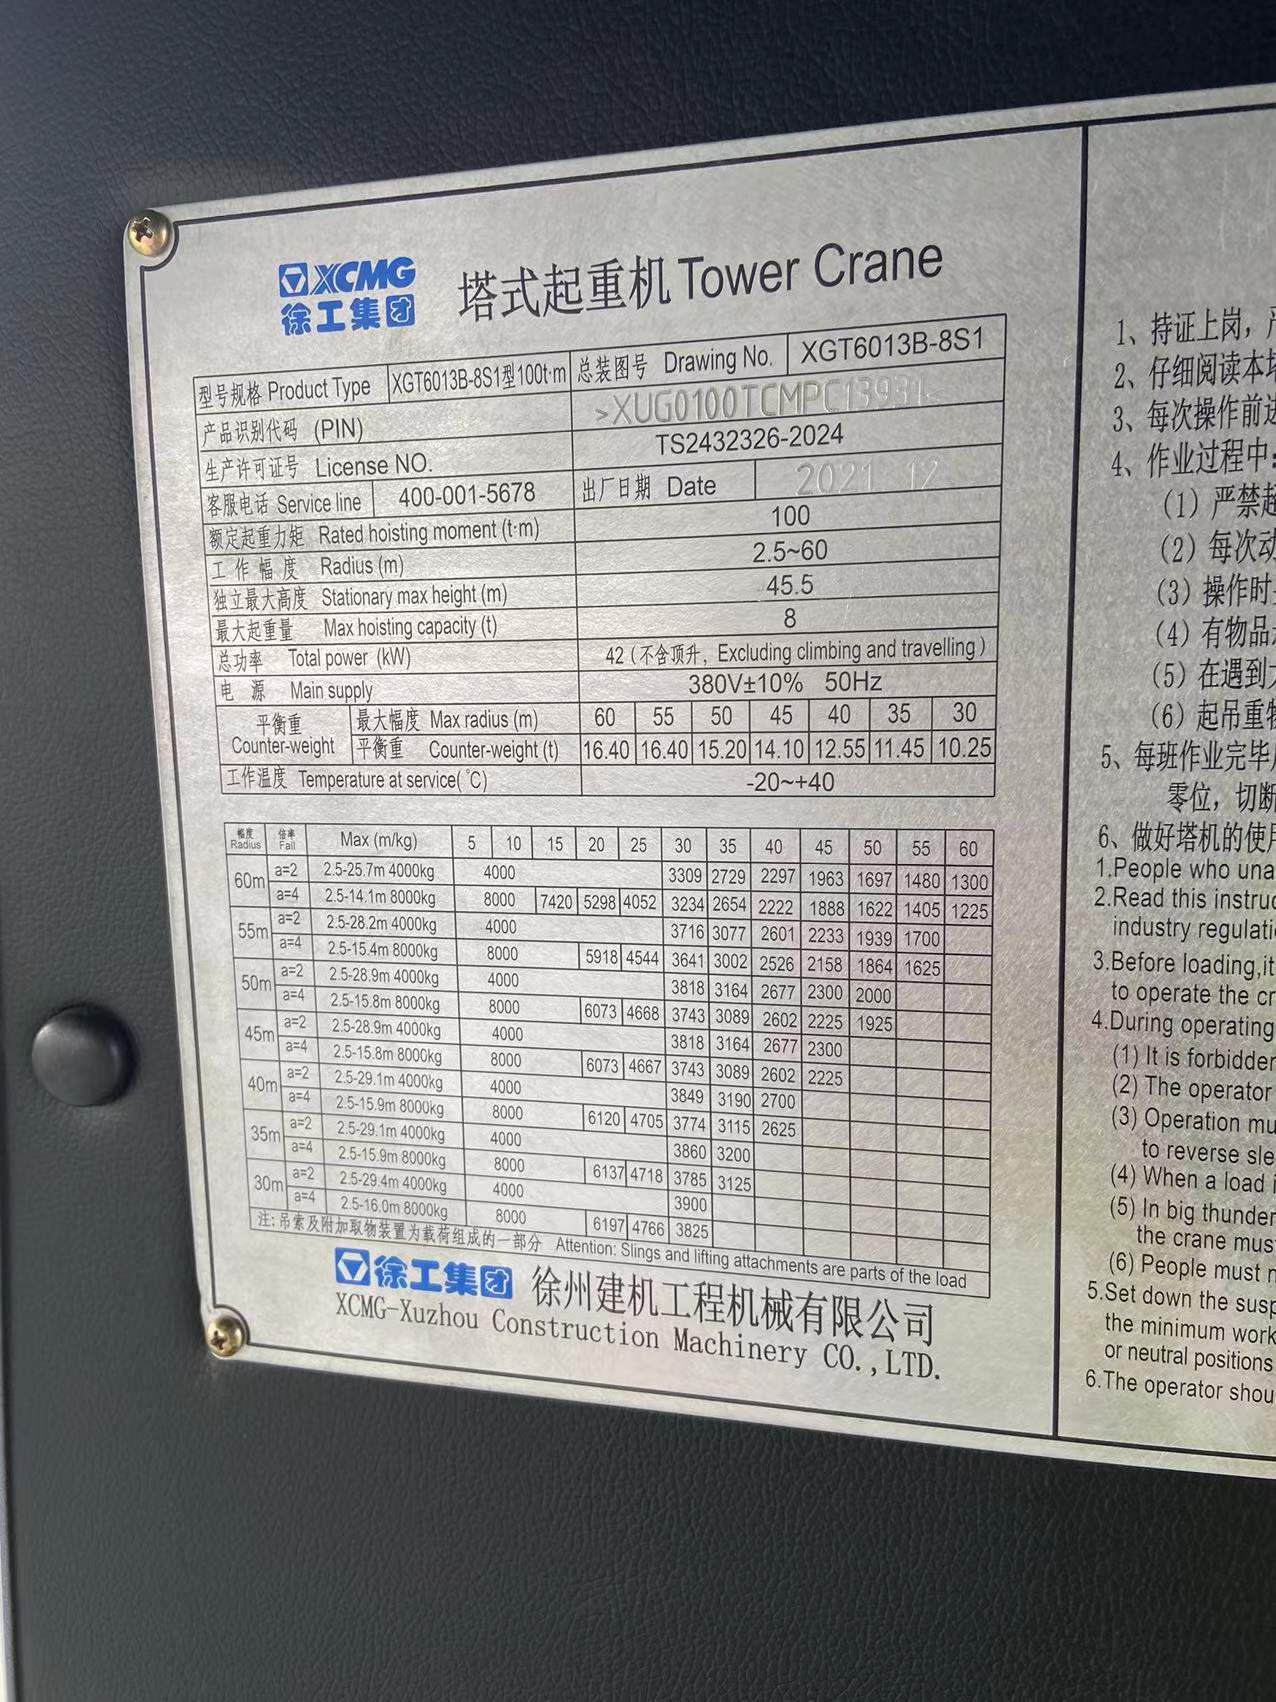 XCMG
徐工集团
塔式起重机 Tower Crane
型号规格 Product Type XGT6013B-8S1型100t·m 总装图号 Drawing No. XGT6013B-8S1
产品识别代码 (PIN) >XUG0100TCMPC13931<
生产许可证号 License NO. TS2432326-2024
客服电话 Service line 400-001-5678 出厂日期 Date 2021 12
额定起重力矩 Rated hoisting moment (t·m) 100
工作幅度 Radius (m) 2.5~60
独立最大高度 Stationary max height (m) 45.5
最大起重量 Max hoisting capacity (t) 8
总功率 Total power (kW) 42 (不含顶升, Excluding climbing and travelling)
电源 Main supply 380V±10% 50Hz
平衡重 Counter-weight 最大幅度 Max radius (m) 60 55 50 45 40 35 30
平衡重 Counter-weight (t) 16.40 16.40 15.20 14.10 12.55 11.45 10.25
工作温度 Temperature at service(℃) -20~+40
幅度 Radius 倍率 Fall Max (m/kg) 5 10 15 20 25 30 35 40 45 50 55 60
60m a=2 2.5-25.7m 4000kg 4000 3309 2729 2297 1963 1697 1480 1300
a=4 2.5-14.1m 8000kg 8000 7420 5298 4052 3234 2654 2222 1888 1622 1405 1225
55m a=2 2.5-28.2m 4000kg 4000 3716 3077 2601 2233 1939 1700
a=4 2.5-15.4m 8000kg 8000 5918 4544 3641 3002 2526 2158 1864 1625
50m a=2 2.5-28.9m 4000kg 4000 3818 3164 2677 2300 2000
a=4 2.5-15.8m 8000kg 8000 6073 4668 3743 3089 2602 2225 1925
45m a=2 2.5-28.9m 4000kg 4000 3818 3164 2677 2300
a=4 2.5-15.8m 8000kg 8000 6073 4667 3743 3089 2602 2225
40m a=2 2.5-29.1m 4000kg 4000 3849 3190 2700
a=4 2.5-15.9m 8000kg 8000 6120 4705 3774 3115 2625
35m a=2 2.5-29.1m 4000kg 4000 3860 3200
a=4 2.5-15.9m 8000kg 8000 6137 4718 3785 3125
30m a=2 2.5-29.4m 4000kg 4000 3900
a=4 2.5-16.0m 8000kg 8000 6197 4766 3825
注:吊索及附加取物装置为载荷组成的一部分 Attention: Slings and lifting attachments are parts of the load
徐工集团 徐州建机工程机械有限公司
XCMG-Xuzhou Construction Machinery CO.,LTD.
1、持证上岗,
2、仔细阅读本
3、每次操作前
4、作业过程中:
(1) 严禁
(2) 每次
(3) 操作时
(4) 有物品
(5) 在遇到
(6) 起吊重物
5、每班作业完毕
零位, 切断
6、做好塔机的使
1.People who
2.Read this
industry
3.Before loading,it
to operate the
4.During operating
(1) It is
(2) The operator
(3) Operation
to reverse
(4) When a load
(5) In big thunder
the crane
(6) People must
5.Set down the
the minimum
or neutral positions
6.The operator